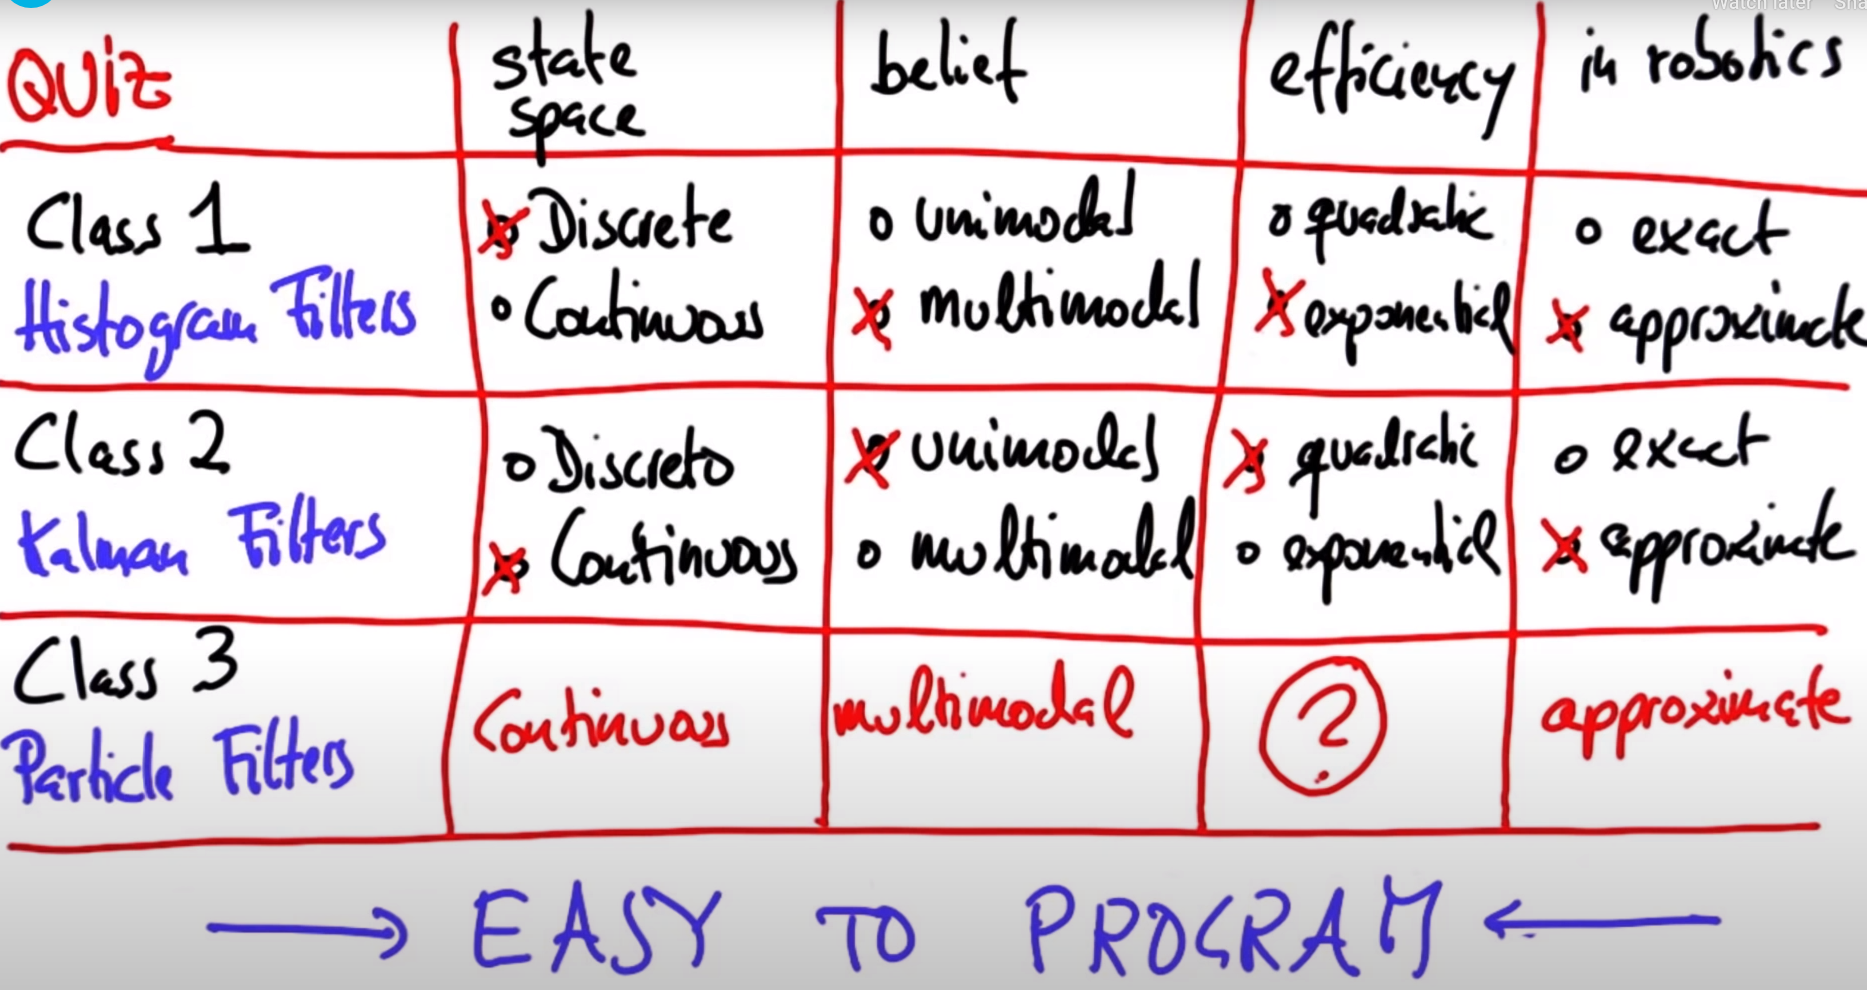 Watch later Sha
QUIZ
state
space
belief
efficiency
in robotics
Class 1
Histogram Filters
Discrete
Continuous
unimodal
multimodal
quadratic
exponential
exact
approximate
Class 2
Kalman Filters
Discrete
Continuous
unimodal
multimodal
quadratic
exponential
exact
approximate
Class 3
Particle Filters
Continuous
multimodal
?
approximate
EASY TO PROGRAM